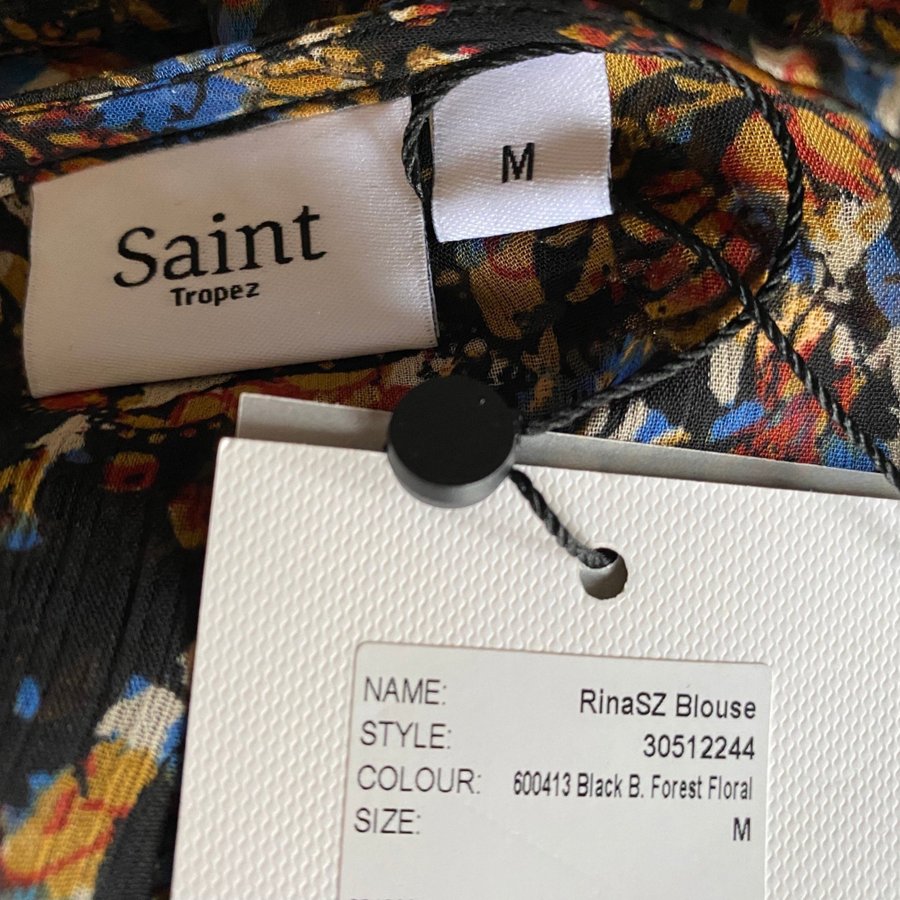 Saint
Tropez
M
NAME: RinaSZ Blouse
STYLE: 30512244
COLOUR: 600413 Black B. Forest Floral
SIZE: M